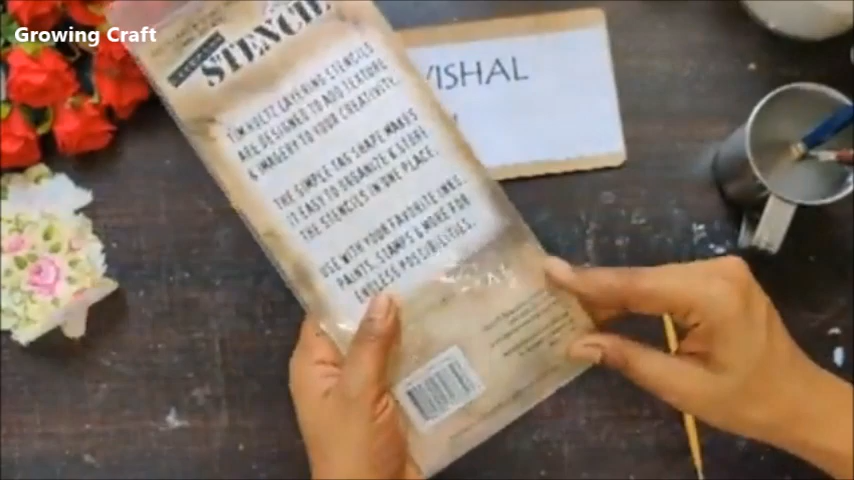 Growing Craft
STENCIL
TIM HOLTZ LAYERING STENCILS
ARE DESIGNED TO ADD TEXTURE
& IMAGERY TO YOUR CREATIVITY.
THE SIMPLE TAG SHAPE MAKES
IT EASY TO ORGANIZE & STORE
THE STENCILS IN ONE PLACE.
USE WITH YOUR FAVORITE INKS,
PAINTS, STAMPS & MORE FOR
ENDLESS POSSIBILITIES.
VISHAL